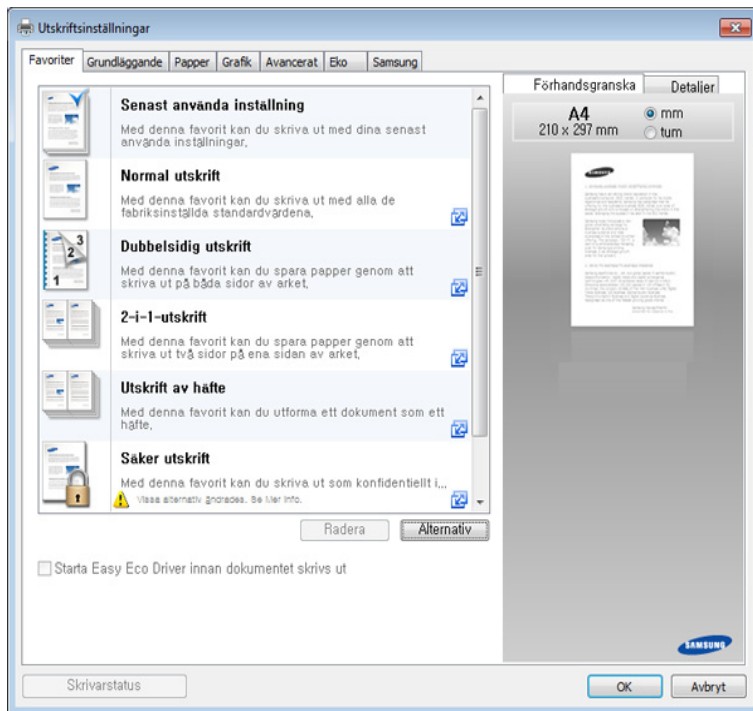 Utskriftsinställningar
Favoriter Grundläggande Papper Grafik Avancerat Eko Samsung
Senast använda inställning
Med denna favorit kan du skriva ut med dina senast
använda inställningar.
Normal utskrift
Med denna favorit kan du skriva ut med alla de
fabriksinställda standardvärdena.
3
2
1
Dubbelsidig utskrift
Med denna favorit kan du spara papper genom att
skriva ut på båda sidor av arket.
2-i-1-utskrift
Med denna favorit kan du spara papper genom att
skriva ut två sidor på ena sidan av arket.
Utskrift av häfte
Med denna favorit kan du utforma ett dokument som ett
häfte.
Säker utskrift
Med denna favorit kan du skriva ut som konfidentiellt i...
Vissa alternativ ändrades. Se Mer info.
Radera Alternativ
Starta Easy Eco Driver innan dokumentet skrivs ut
Förhandsgranska Detaljer
A4
210 x 297 mm
mm
tum
SAMSUNG
SAMSUNG
Skrivarstatus OK Avbryt